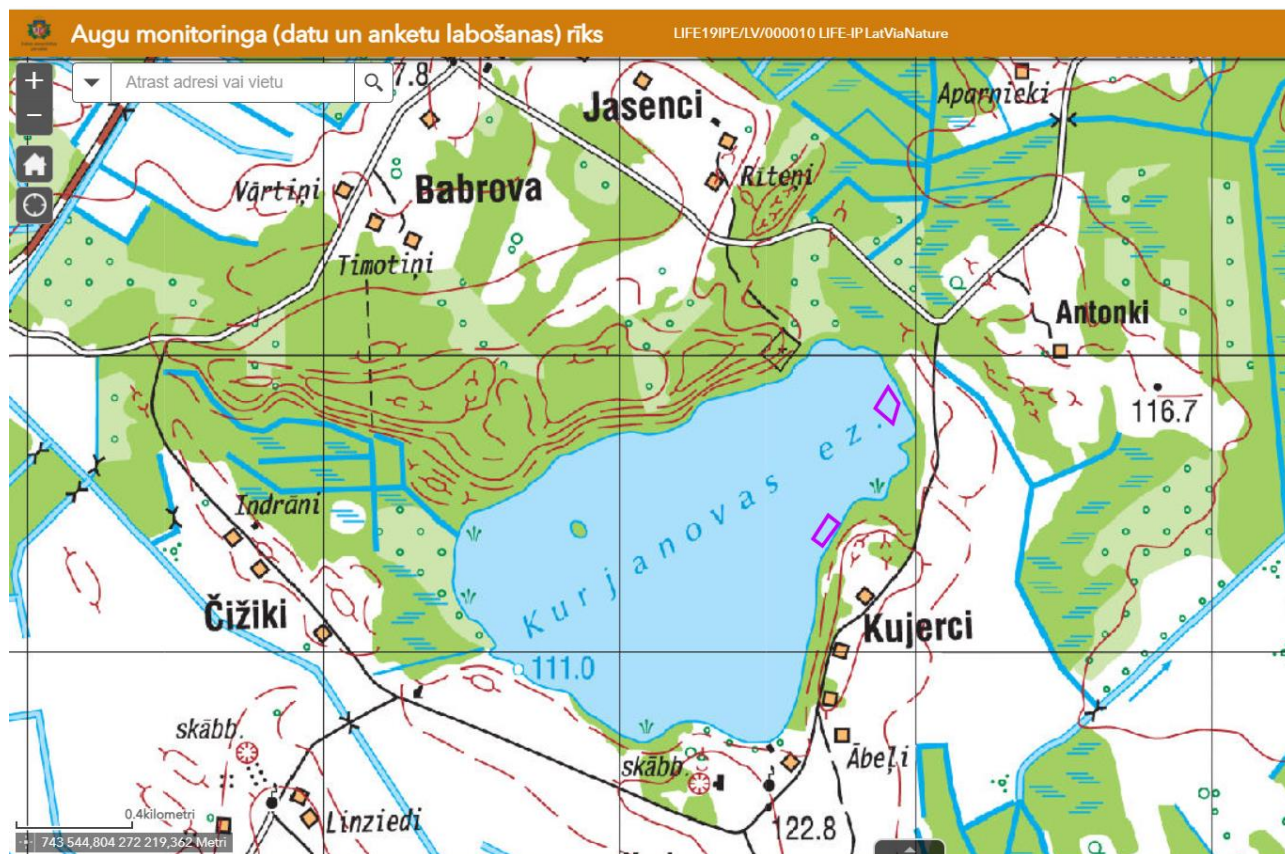 Augu monitoringa (datu un anketu labošanas) rīks
LIFE19IPE/LV/000010 LIFE-IP LatViaNature
+
Atrast adresi vai vietu
7.8
−
Jasenci
Aparnieki
Vārtiņi
Babrova
Riteņi
Timotiņi
Antonki
116.7
Kurjanovas ez.
Indrāni
Čižiki
Kujerci
111.0
skābb.
skābb.
Ābeļi
0.4kilometri
Linziedi
122.8
743 544,804 272 219,362 Metri